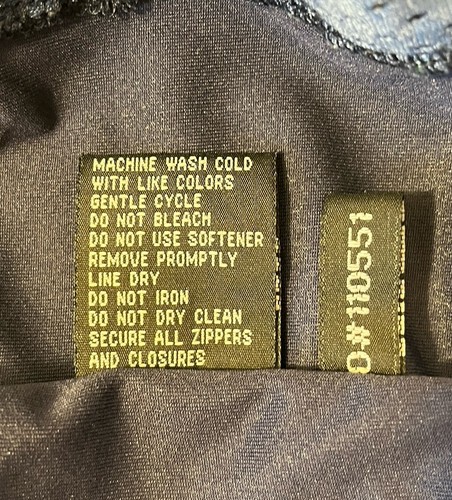 MACHINE WASH COLD
WITH LIKE COLORS
GENTLE CYCLE
DO NOT BLEACH
DO NOT USE SOFTENER
REMOVE PROMPTLY
LINE DRY
DO NOT IRON
DO NOT DRY CLEAN
SECURE ALL ZIPPERS
AND CLOSURES
O#110551